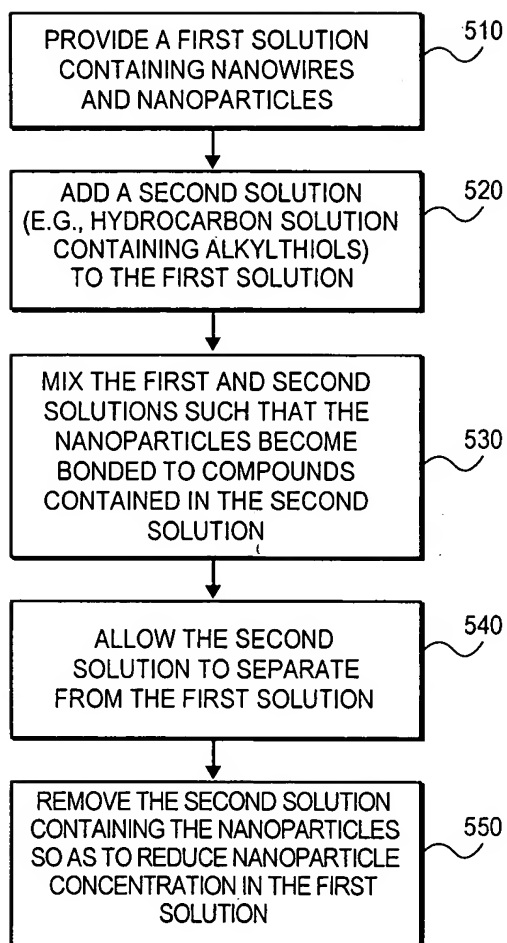 PROVIDE A FIRST SOLUTION
CONTAINING NANOWIRES
AND NANOPARTICLES
510
ADD A SECOND SOLUTION
(E.G., HYDROCARBON SOLUTION
CONTAINING ALKYLTHIOLS)
TO THE FIRST SOLUTION
520
MIX THE FIRST AND SECOND
SOLUTIONS SUCH THAT THE
NANOPARTICLES BECOME
BONDED TO COMPOUNDS
CONTAINED IN THE SECOND
SOLUTION
530
ALLOW THE SECOND
SOLUTION TO SEPARATE
FROM THE FIRST SOLUTION
540
REMOVE THE SECOND SOLUTION
CONTAINING THE NANOPARTICLES
SO AS TO REDUCE NANOPARTICLE
CONCENTRATION IN THE FIRST
SOLUTION
550